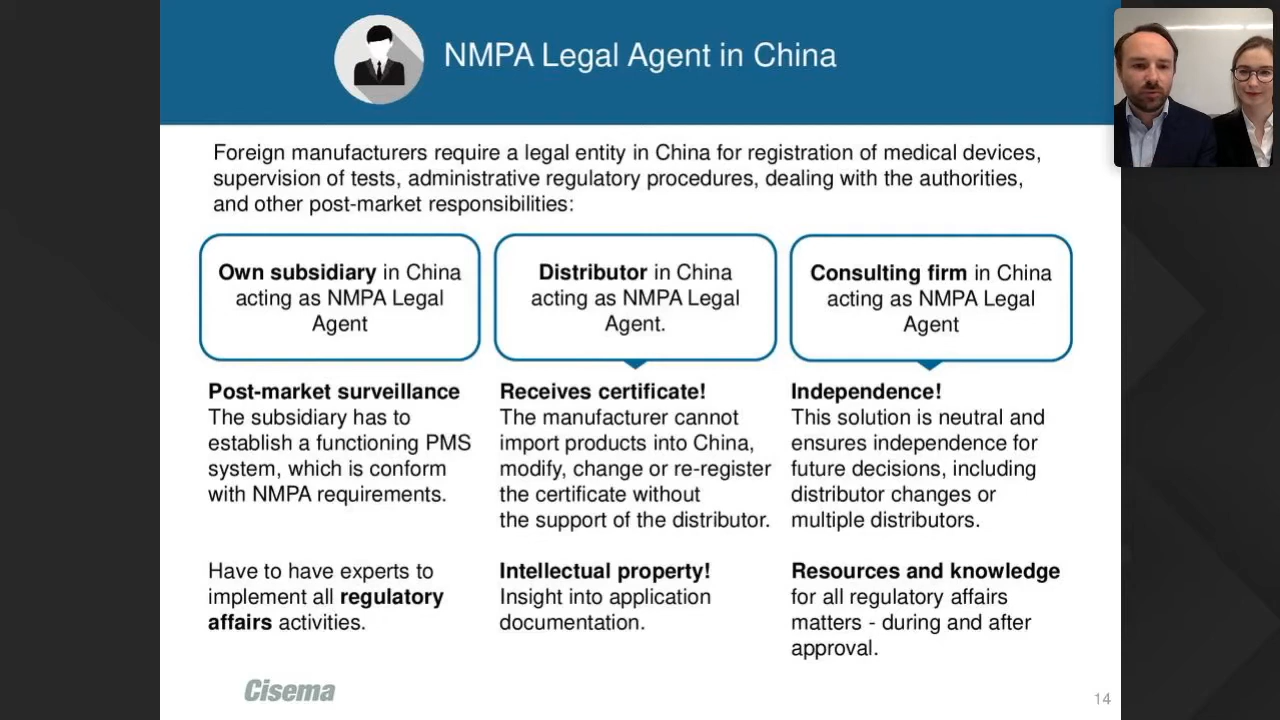 NMPA Legal Agent in China
Foreign manufacturers require a legal entity in China for registration of medical devices,
supervision of tests, administrative regulatory procedures, dealing with the authorities,
and other post-market responsibilities:
Own subsidiary in China
acting as NMPA Legal
Agent
Post-market surveillance
The subsidiary has to
establish a functioning PMS
system, which is conform
with NMPA requirements.
Have to have experts to
implement all regulatory
affairs activities.
Distributor in China
acting as NMPA Legal
Agent.
Receives certificate!
The manufacturer cannot
import products into China,
modify, change or re-register
the certificate without
the support of the distributor.
Intellectual property!
Insight into application
documentation.
Consulting firm in China
acting as NMPA Legal
Agent
Independence!
This solution is neutral and
ensures independence for
future decisions, including
distributor changes or
multiple distributors.
Resources and knowledge
for all regulatory affairs
matters - during and after
approval.
Cisema
14